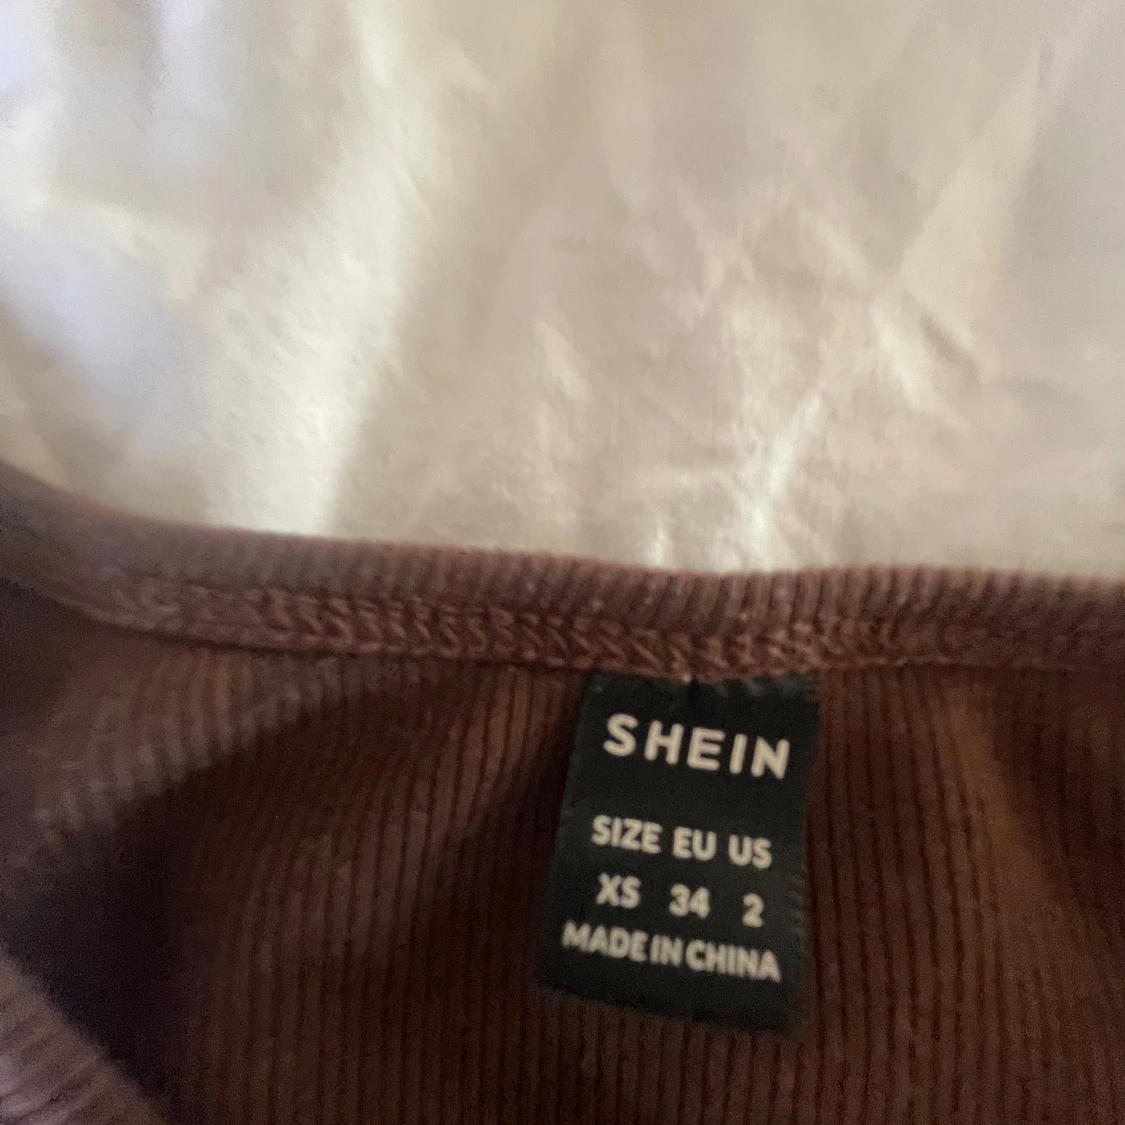 SHEIN
SIZE EU US
XS 34 2
MADE IN CHINA